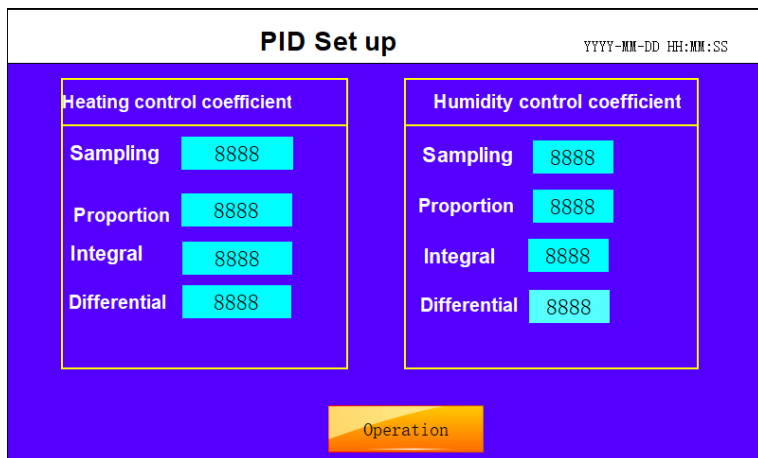 PID Set up
YYYY-MM-DD HH:MM:SS
Heating control coefficient
Sampling 8888
Proportion 8888
Integral 8888
Differential 8888
Humidity control coefficient
Sampling 8888
Proportion 8888
Integral 8888
Differential 8888
Operation